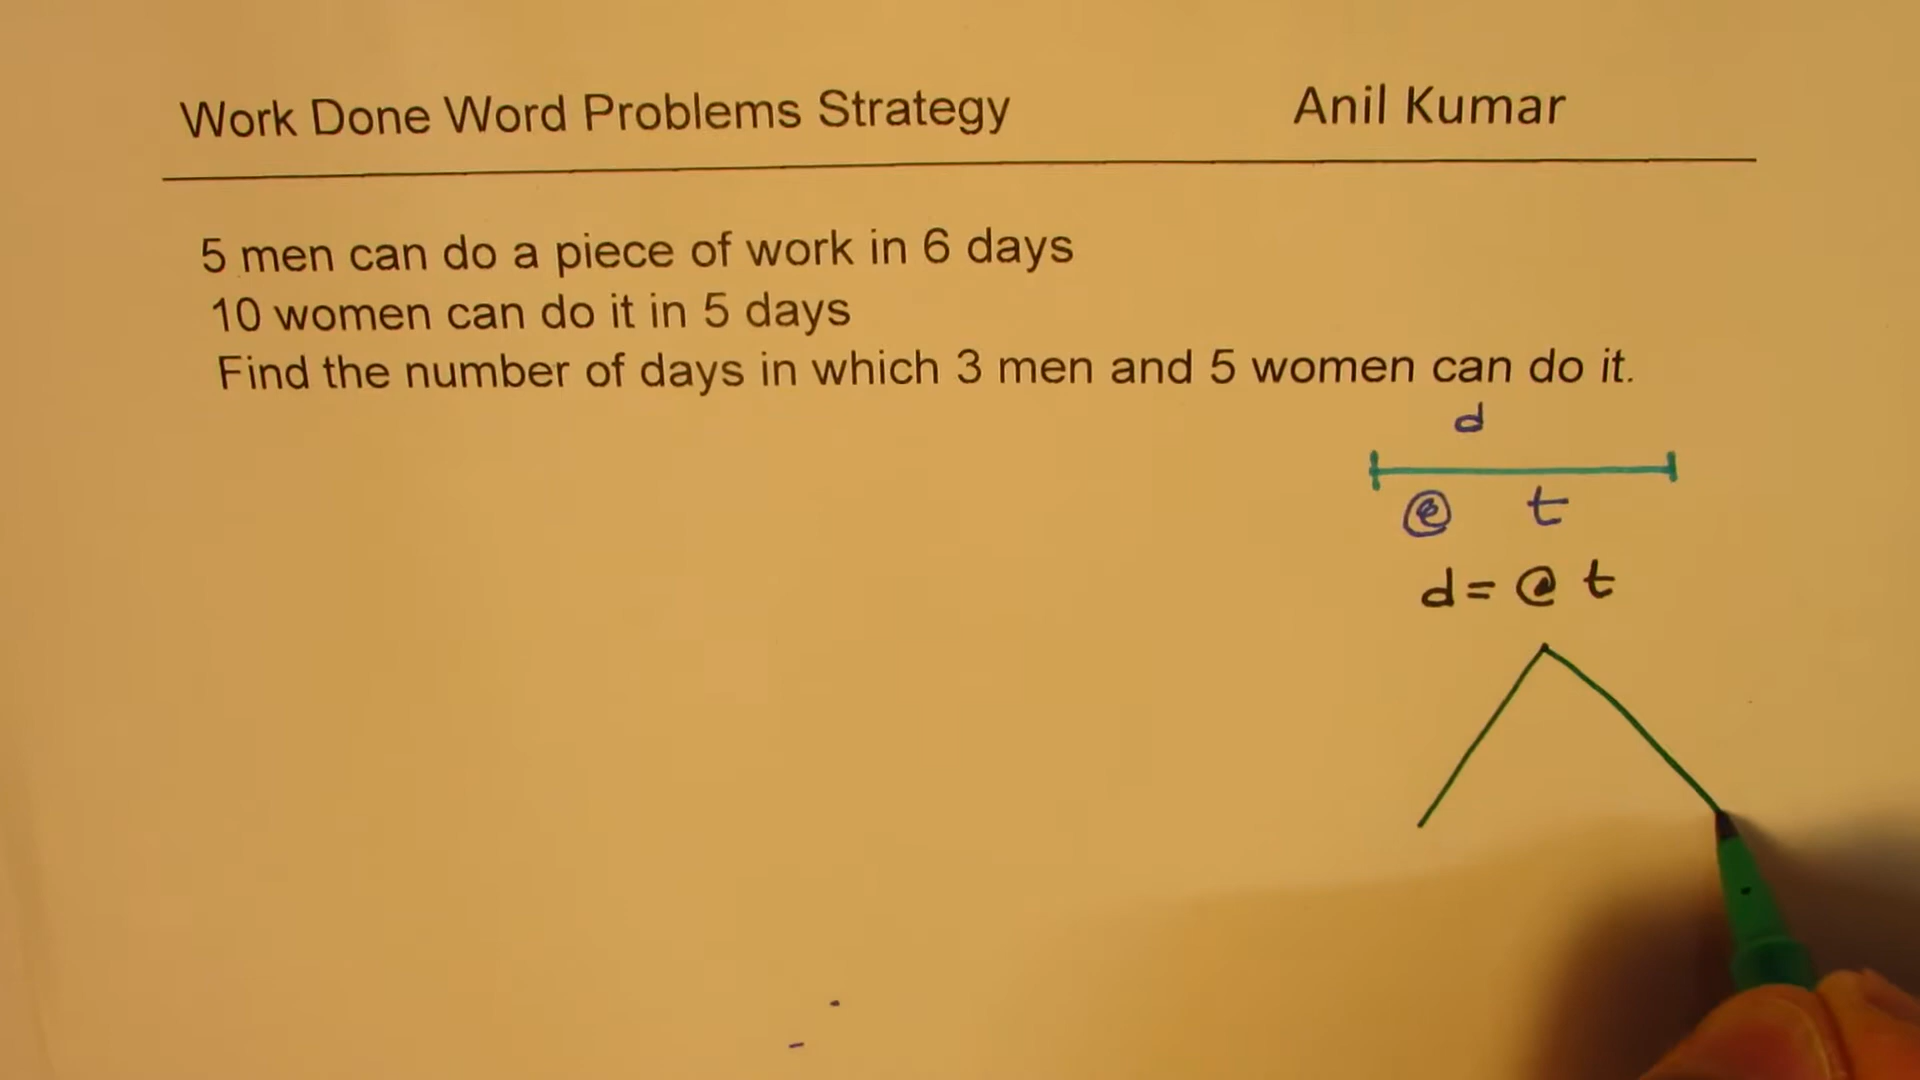 Work Done Word Problems Strategy Anil Kumar
5 men can do a piece of work in 6 days
10 women can do it in 5 days
Find the number of days in which 3 men and 5 women can do it.
d
t
d = @ t